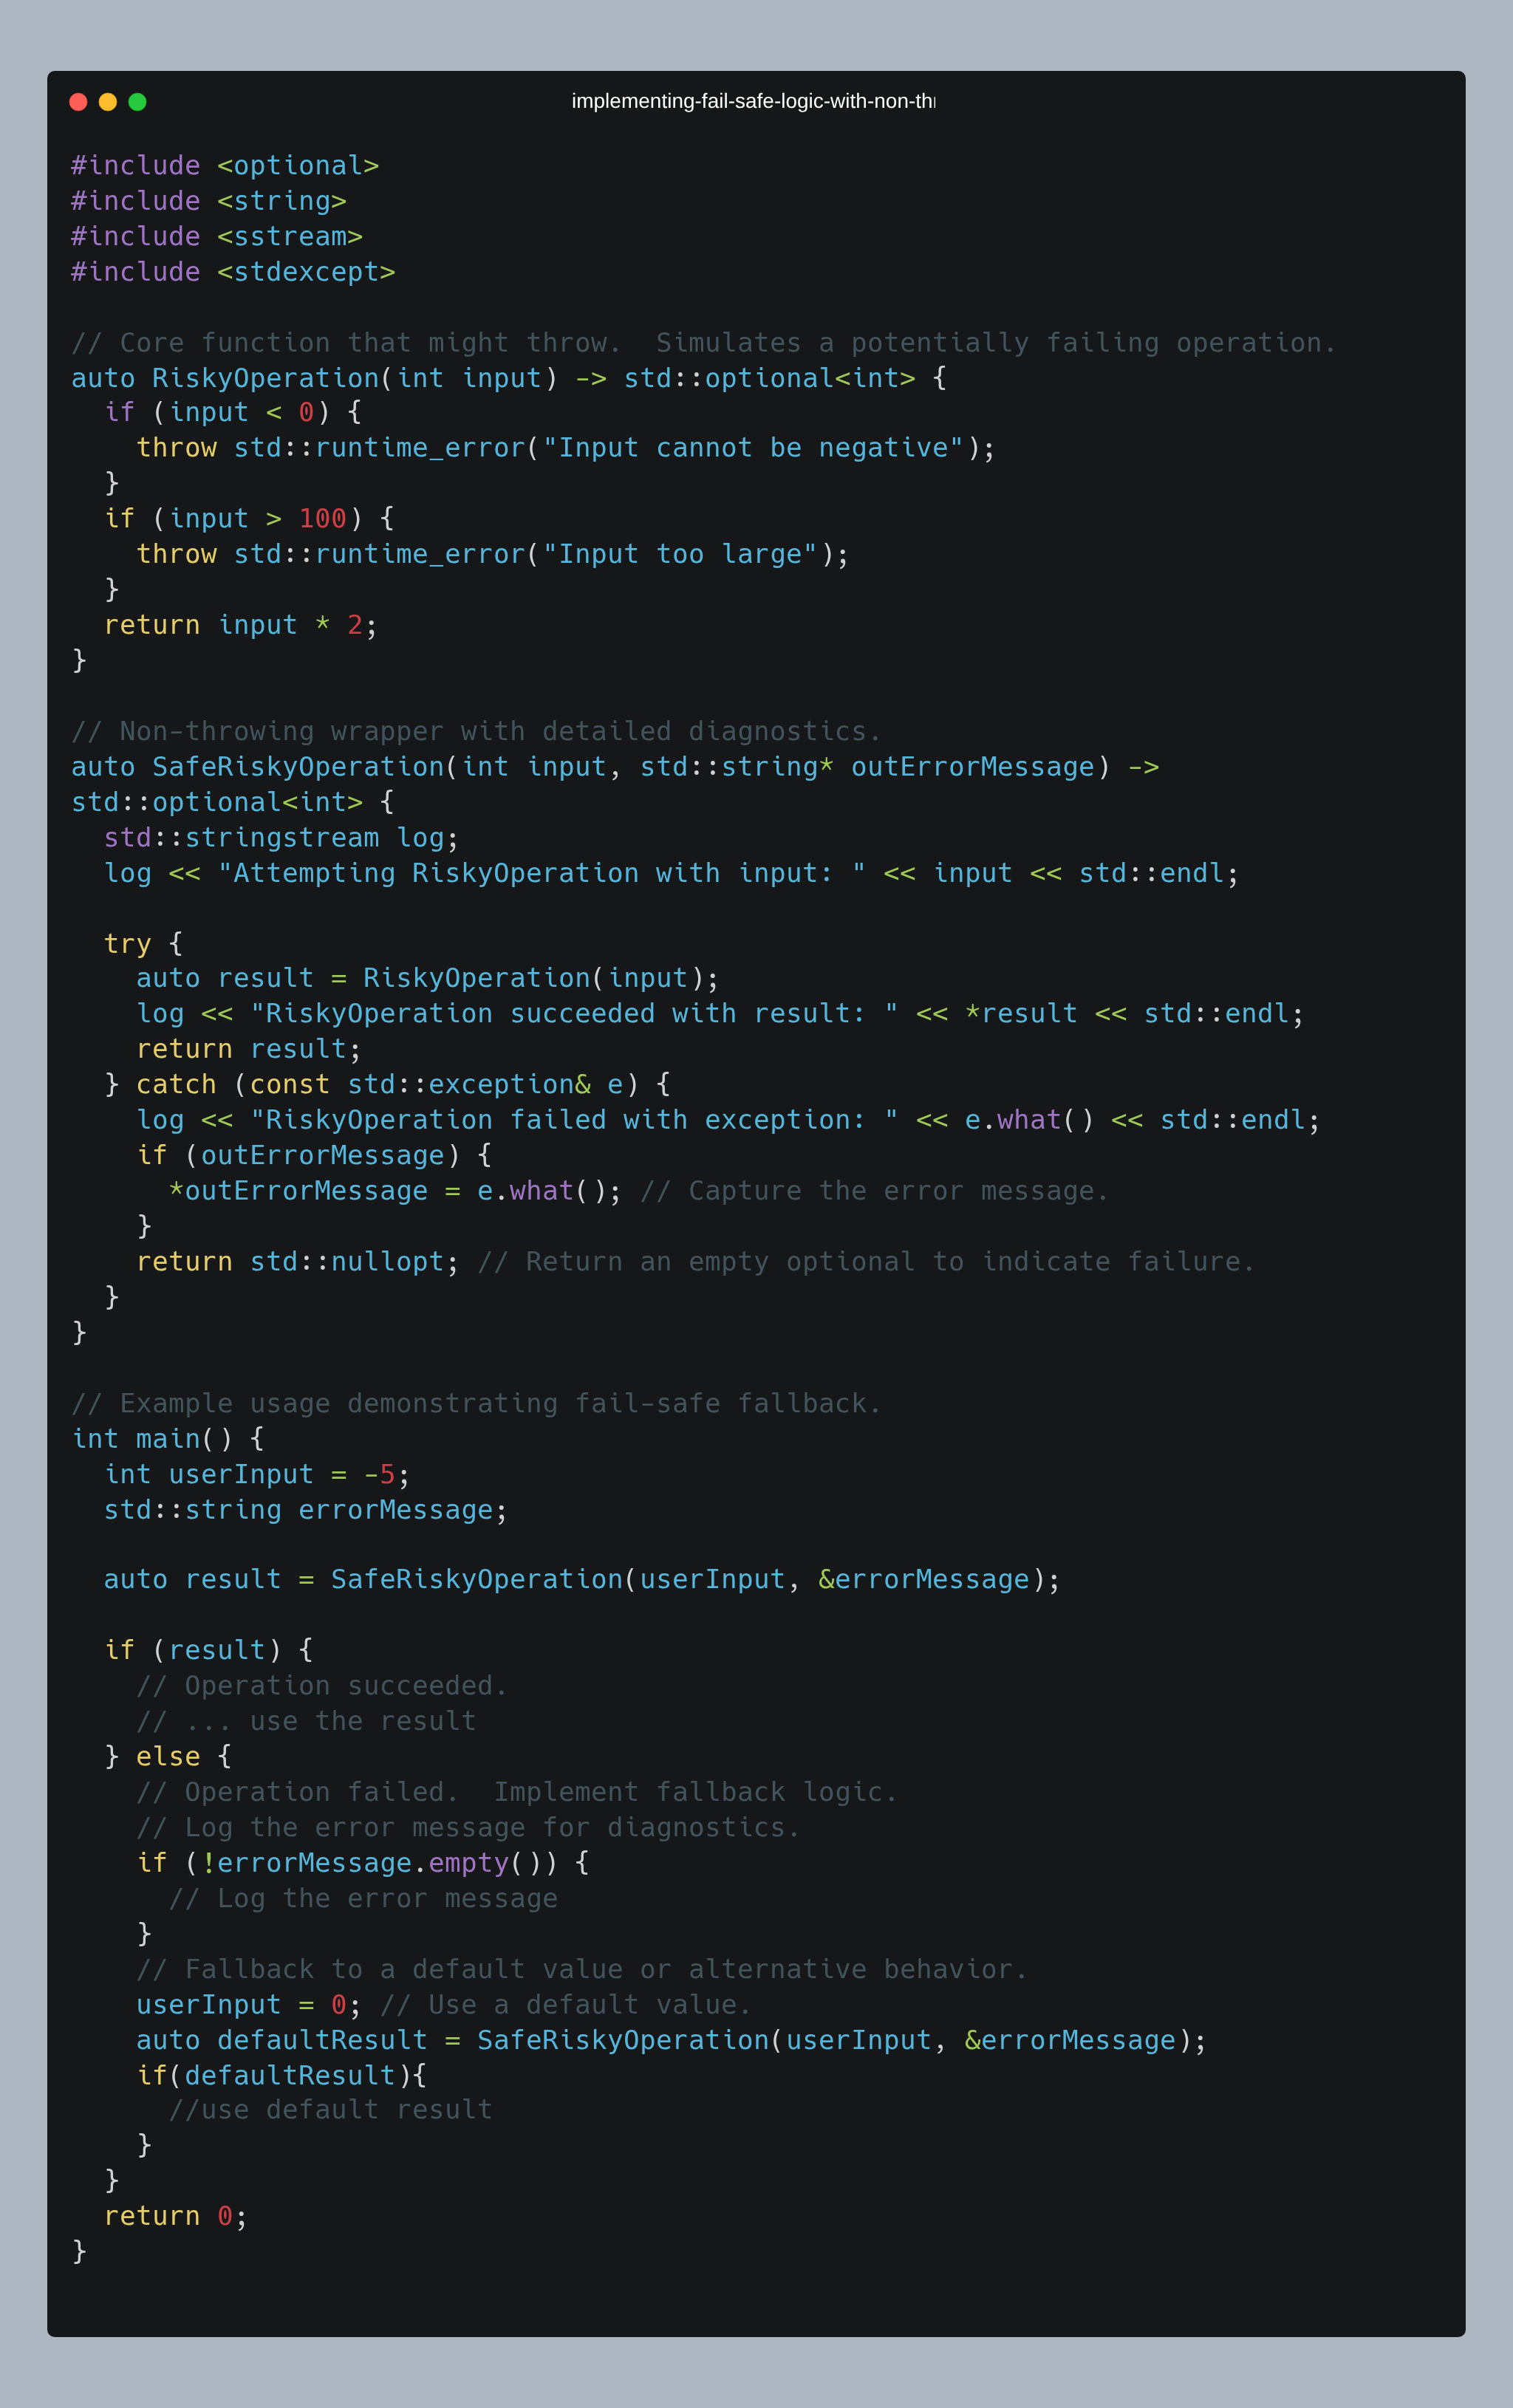 implementing-fail-safe-logic-with-non-th
#include <optional>
#include <string>
#include <sstream>
#include <stdexcept>

// Core function that might throw.  Simulates a potentially failing operation.
auto RiskyOperation(int input) -> std::optional<int> {
  if (input < 0) {
    throw std::runtime_error("Input cannot be negative");
  }
  if (input > 100) {
    throw std::runtime_error("Input too large");
  }
  return input * 2;
}

// Non-throwing wrapper with detailed diagnostics.
auto SafeRiskyOperation(int input, std::string* outErrorMessage) ->
std::optional<int> {
  std::stringstream log;
  log << "Attempting RiskyOperation with input: " << input << std::endl;

  try {
    auto result = RiskyOperation(input);
    log << "RiskyOperation succeeded with result: " << *result << std::endl;
    return result;
  } catch (const std::exception& e) {
    log << "RiskyOperation failed with exception: " << e.what() << std::endl;
    if (outErrorMessage) {
      *outErrorMessage = e.what(); // Capture the error message.
    }
    return std::nullopt; // Return an empty optional to indicate failure.
  }
}

// Example usage demonstrating fail-safe fallback.
int main() {
  int userInput = -5;
  std::string errorMessage;

  auto result = SafeRiskyOperation(userInput, &errorMessage);

  if (result) {
    // Operation succeeded.
    // ... use the result
  } else {
    // Operation failed.  Implement fallback logic.
    // Log the error message for diagnostics.
    if (!errorMessage.empty()) {
      // Log the error message
    }
    // Fallback to a default value or alternative behavior.
    userInput = 0; // Use a default value.
    auto defaultResult = SafeRiskyOperation(userInput, &errorMessage);
    if(defaultResult){
      //use default result
    }
  }
  return 0;
}